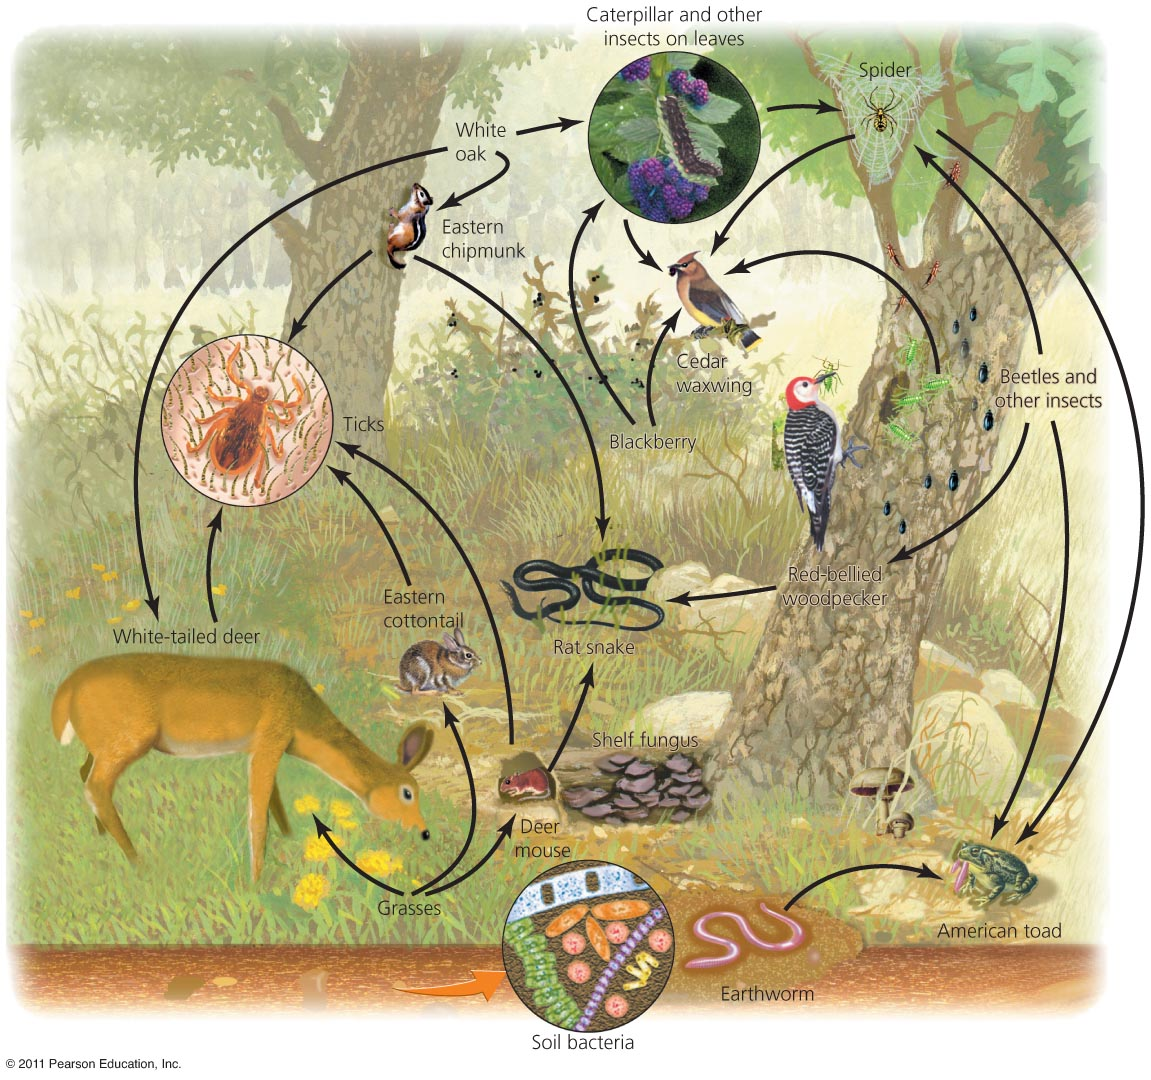 Caterpillar and other
insects on leaves
Spider
White
oak
Eastern
chipmunk
Cedar
waxwing
Beetles and
other insects
Ticks
Blackberry
Red-bellied
woodpecker
Eastern
cottontail
White-tailed deer
Rat snake
Shelf fungus
Deer
mouse
Grasses
American toad
Earthworm
Soil bacteria
© 2011 Pearson Education, Inc.